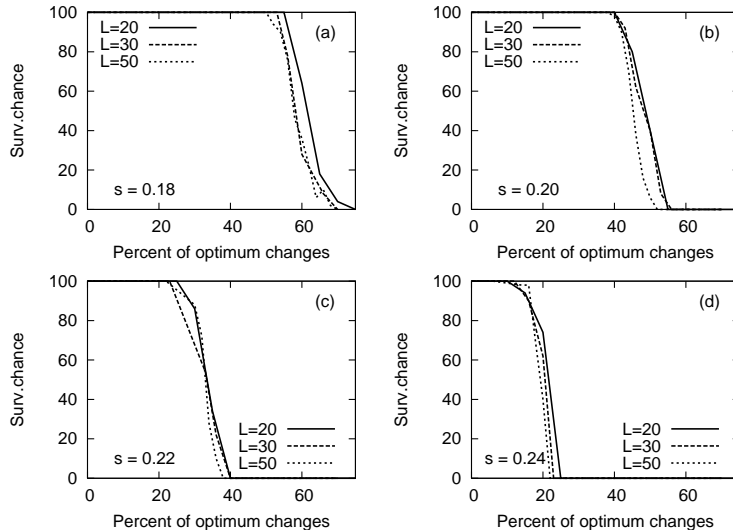 100
80
60
40
20
0
Surv.chance
L=20
L=30
L=50
(a)
s = 0.18
0 20 40 60
Percent of optimum changes
100
80
60
40
20
0
Surv.chance
L=20
L=30
L=50
(b)
s = 0.20
0 20 40 60
Percent of optimum changes
100
80
60
40
20
0
Surv.chance
(c)
L=20
L=30
L=50
s = 0.22
0 20 40 60
Percent of optimum changes
100
80
60
40
20
0
Surv.chance
(d)
L=20
L=30
L=50
s = 0.24
0 20 40 60
Percent of optimum changes